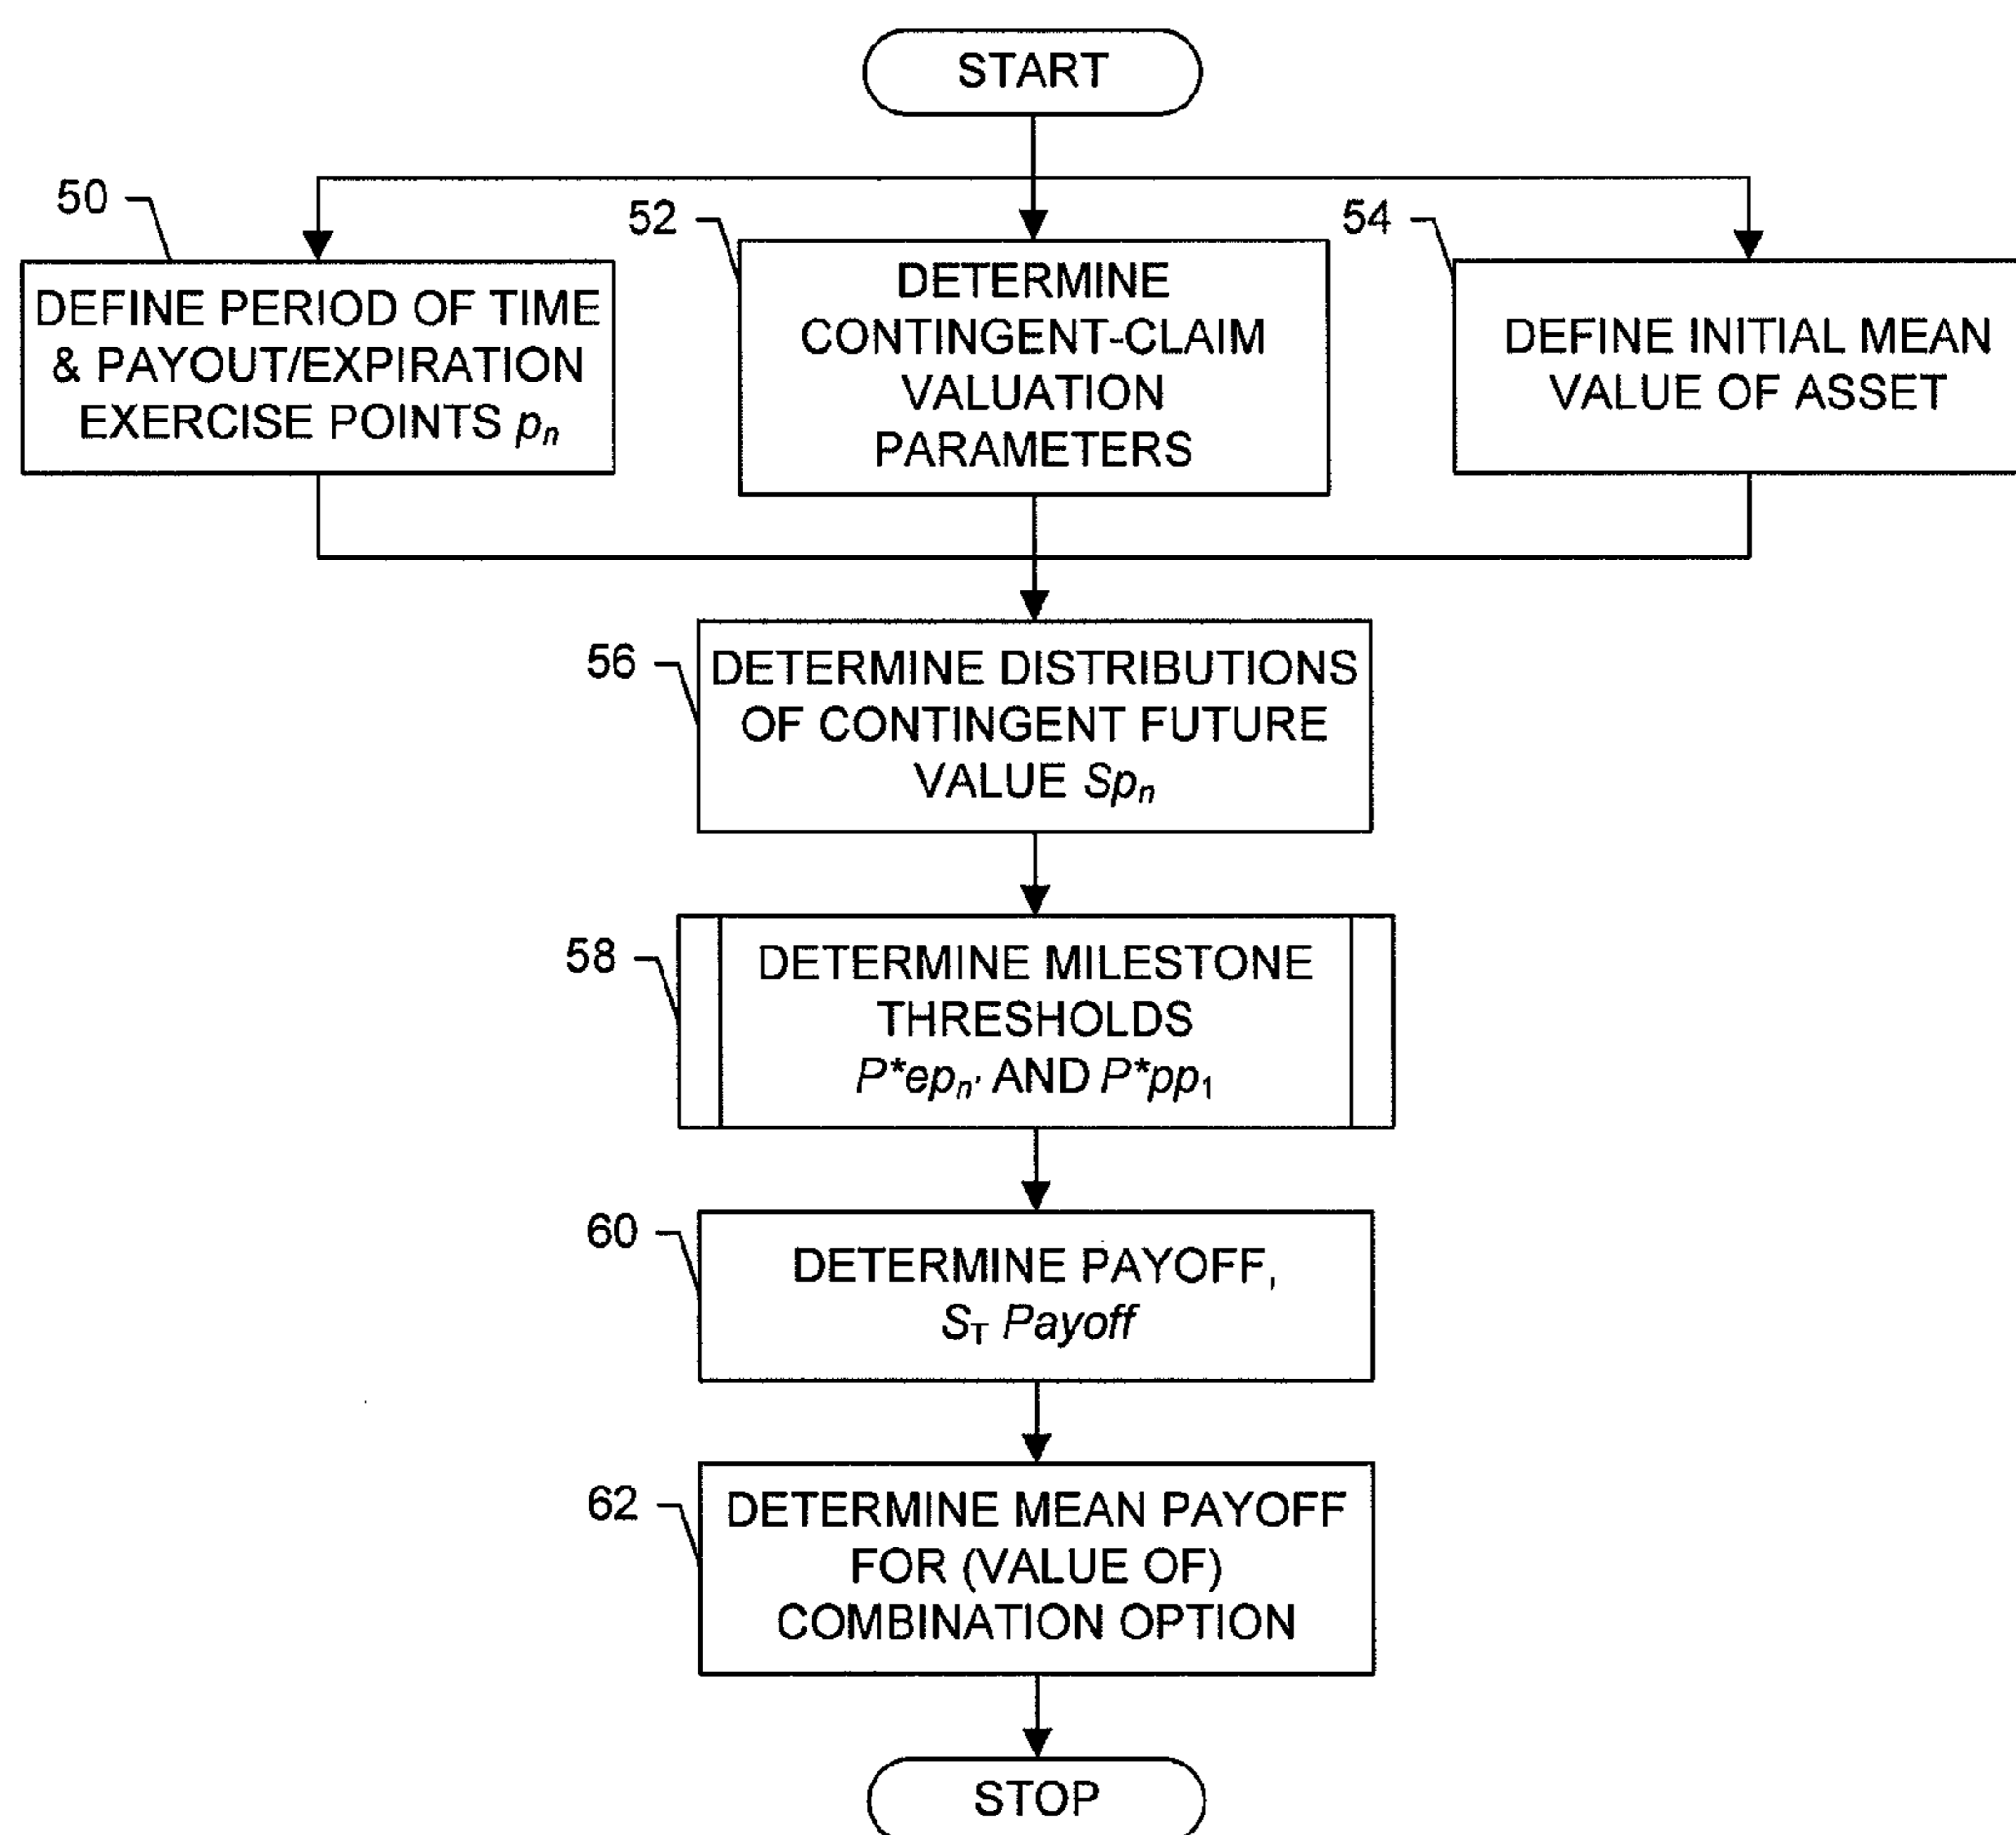 START
50
DEFINE PERIOD OF TIME
& PAYOUT/EXPIRATION
EXERCISE POINTS pn
52
DETERMINE
CONTINGENT-CLAIM
VALUATION
PARAMETERS
54
DEFINE INITIAL MEAN
VALUE OF ASSET
56
DETERMINE DISTRIBUTIONS
OF CONTINGENT FUTURE
VALUE Spn
58
DETERMINE MILESTONE
THRESHOLDS
P*epn' AND P*pp1
60
DETERMINE PAYOFF,
ST Payoff
62
DETERMINE MEAN PAYOFF
FOR (VALUE OF)
COMBINATION OPTION
STOP